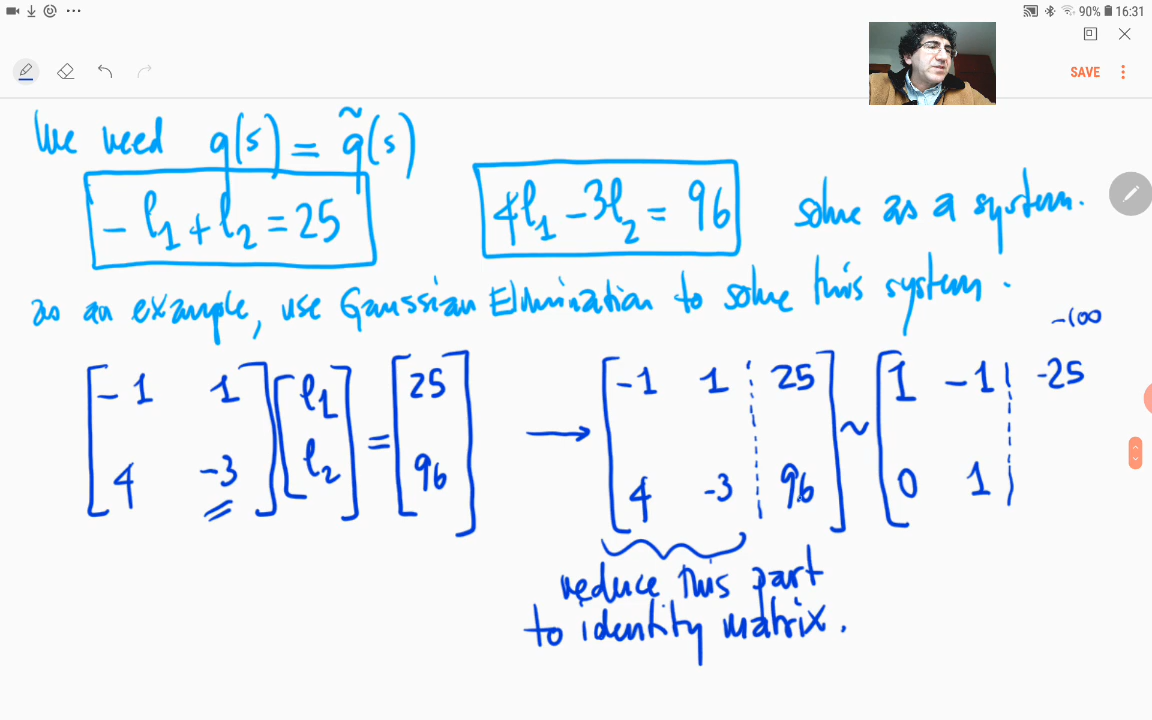 90% 16:31
SAVE
We need q(s) = q̃(s)
- l₁ + l₂ = 25 4l₁ - 3l₂ = 96 solve as a system.
as an example, use Gaussian Elimination to solve this system.
-100
[-1 1] [l₁] = [25] → [-1 1 ¦ 25] ~ [1 -1 ¦ -25
[4 -3] [l₂] [96] [4 -3 ¦ 96] [0 1 ¦
reduce this part
to identity matrix.